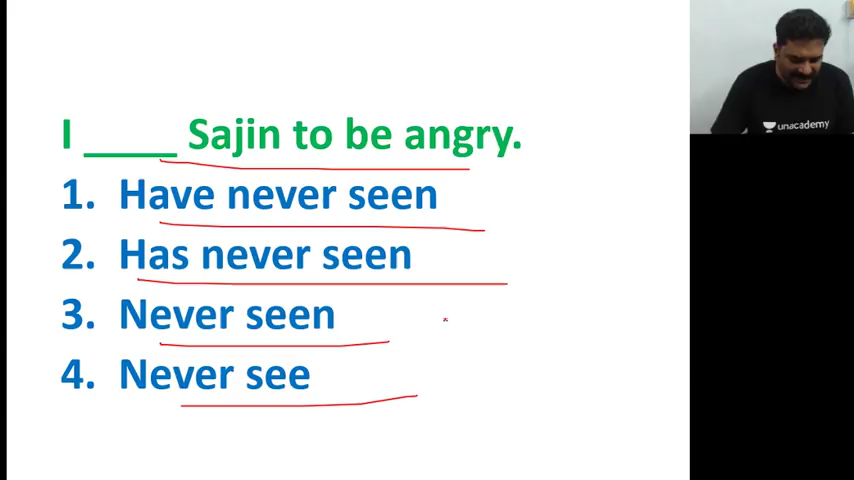 I ____ Sajin to be angry.
1. Have never seen
2. Has never seen
3. Never seen
4. Never see
unacademy